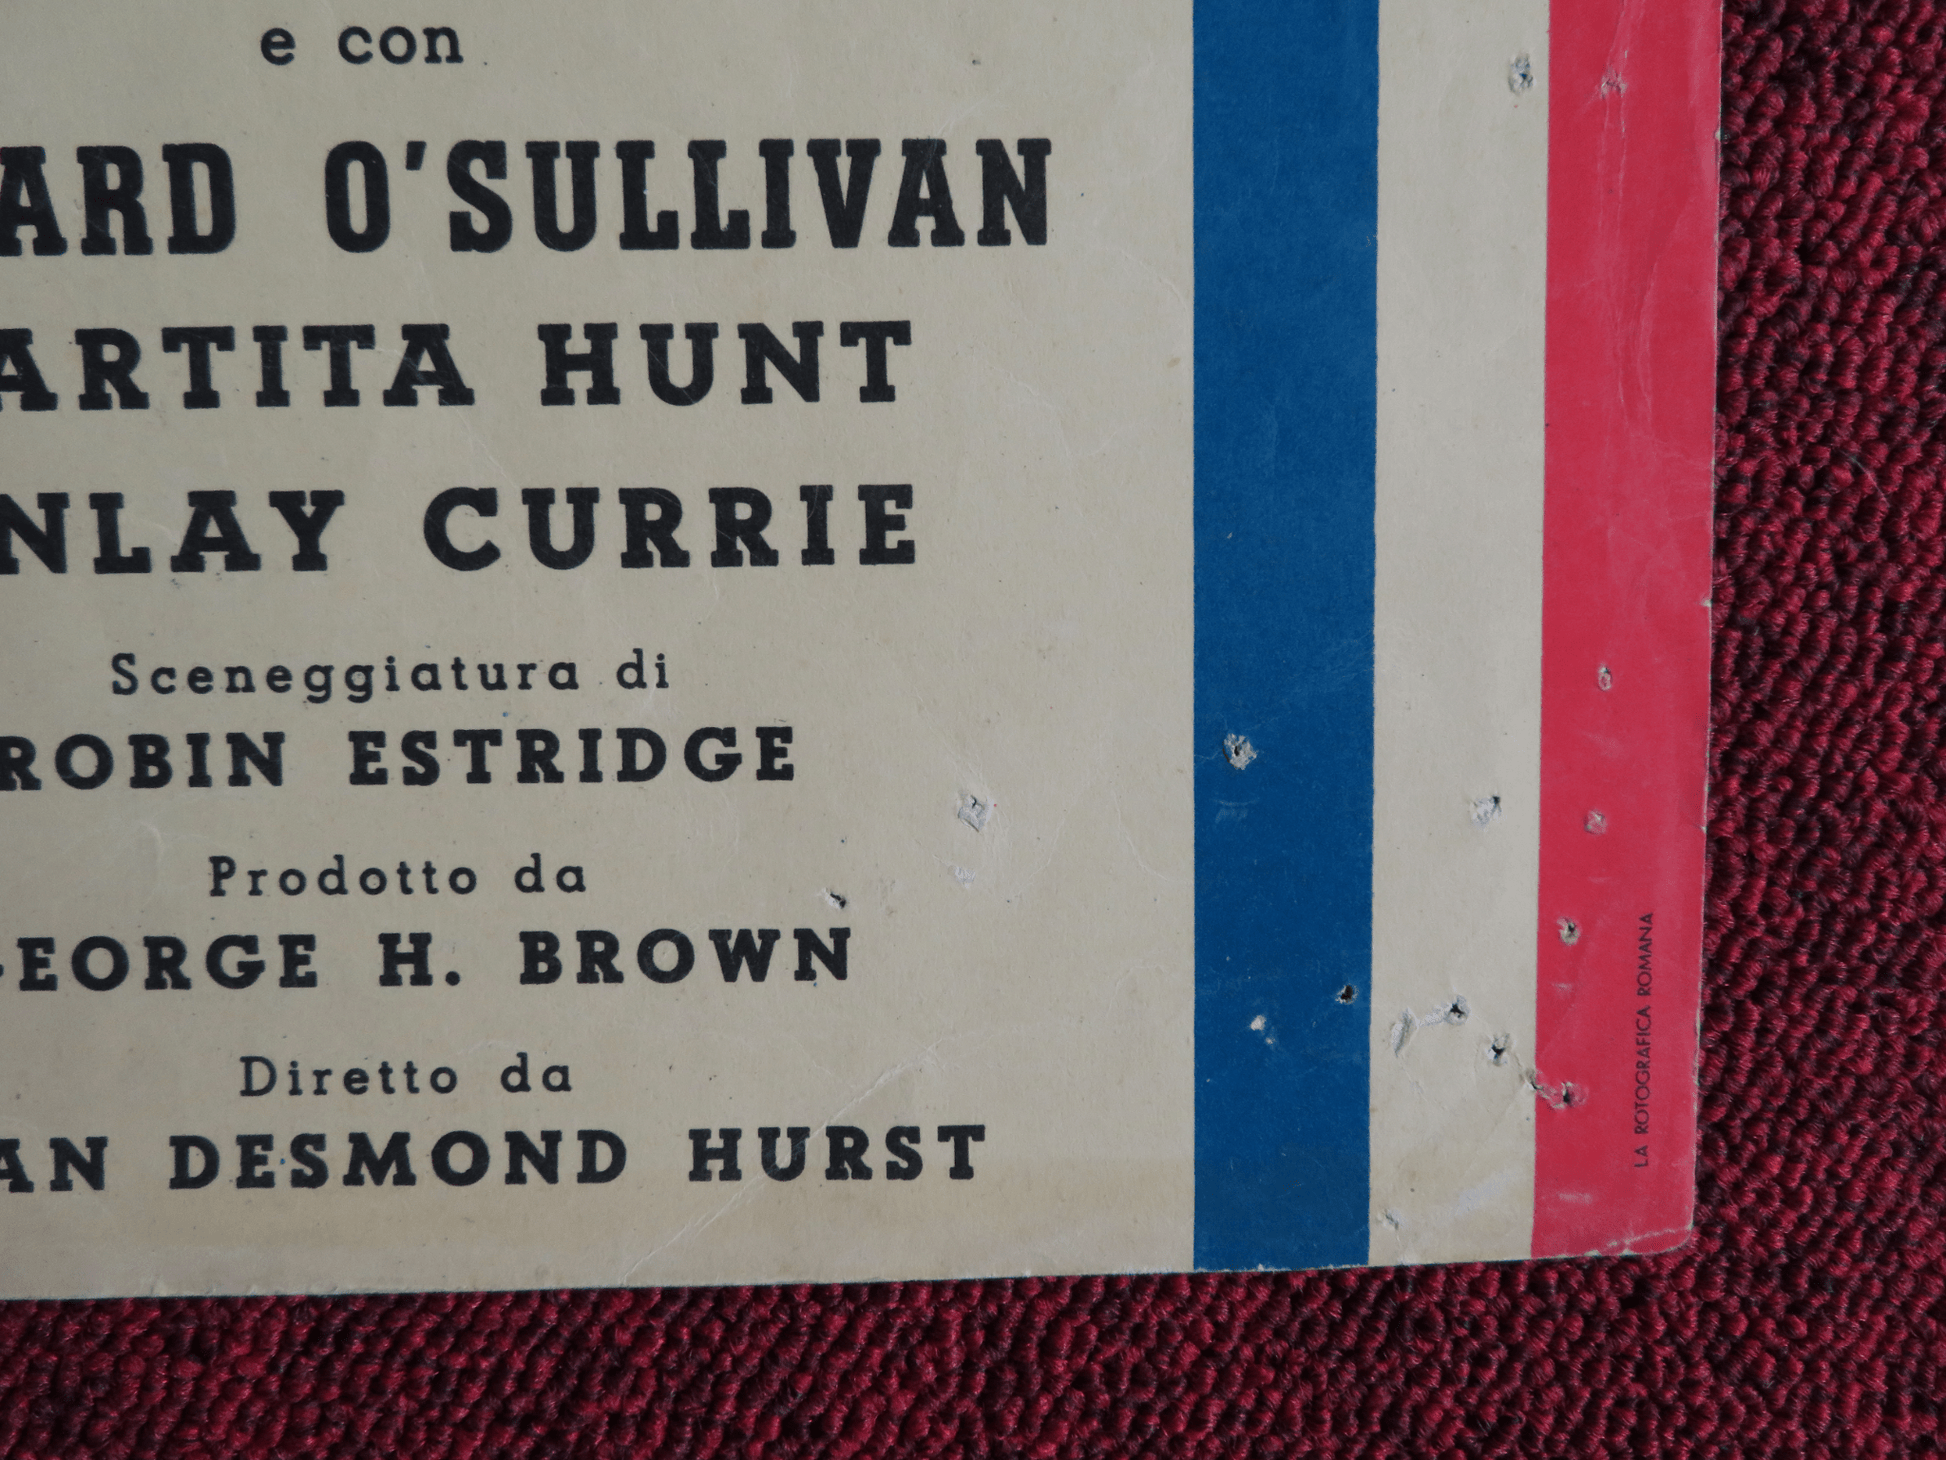 e con
ARD O'SULLIVAN
ARTITA HUNT
NLAY CURRIE
Sceneggiatura di
ROBIN ESTRIDGE
Prodotto da
GEORGE H. BROWN
Diretto da
AN DESMOND HURST
LA ROTOGRAFICA ROMANA